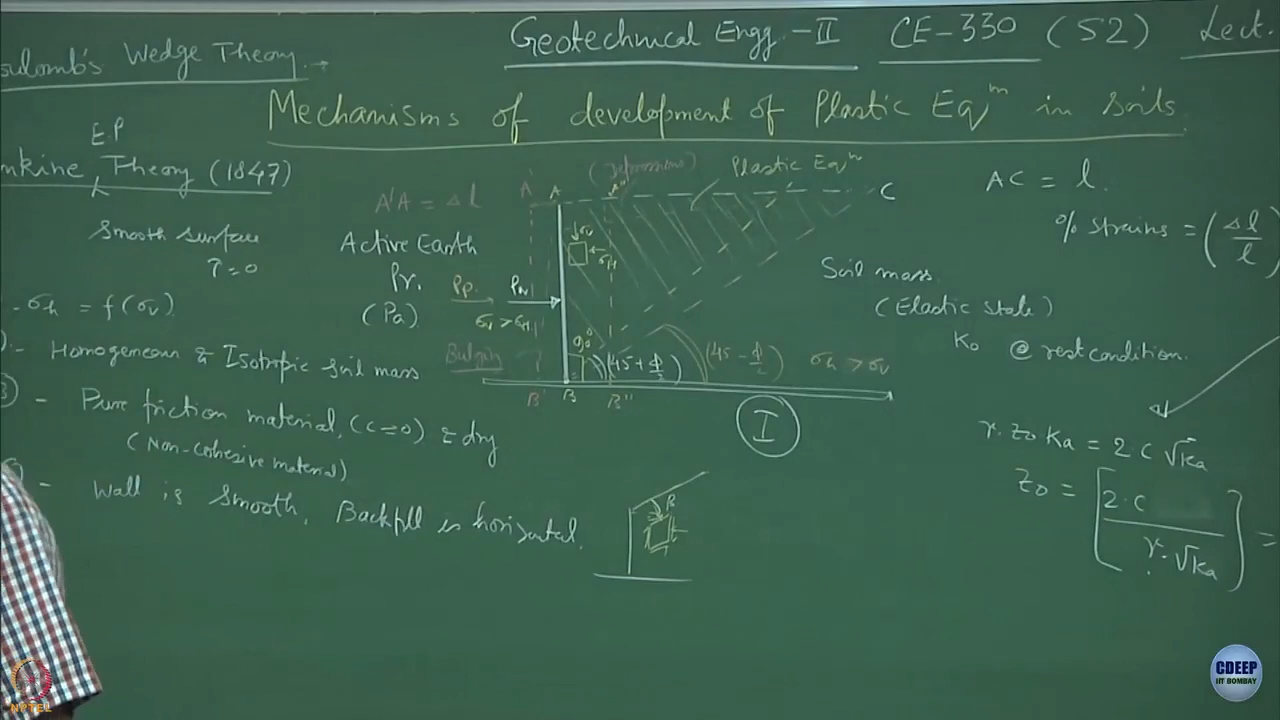 Geotechnical Engg. -II CE-330 (S2) Lect.
oulomb's Wedge Theory. →
Mechanisms of development of Plastic Eqᵐ in soils
E.P
nkine Theory (1847)
Smooth surface
τ=0
- σh = f(σv)
- Homogeneous & Isotropic soil mass
- Pure friction material, (c=0) & dry
(Non-cohesive material)
- Wall is smooth, Backfill is horizontal.
A'A = Δl
Active Earth
Pr.
(Pa)
Pp.
σv > σH
Bulging
A' A A"
Plastic Eqᵐ
C
σv
σH
90°
(45+ϕ/2)
(45-ϕ/2)
σh > σv
B' B B"
I
β
AC = l.
% strains = (Δl/l)
Soil mass.
(Elastic state)
K₀ @ rest condition.
γ. z₀ Ka = 2 C √Ka
z₀ = [2.C / γ.√Ka] =
NPTEL
CDEEP
IIT BOMBAY